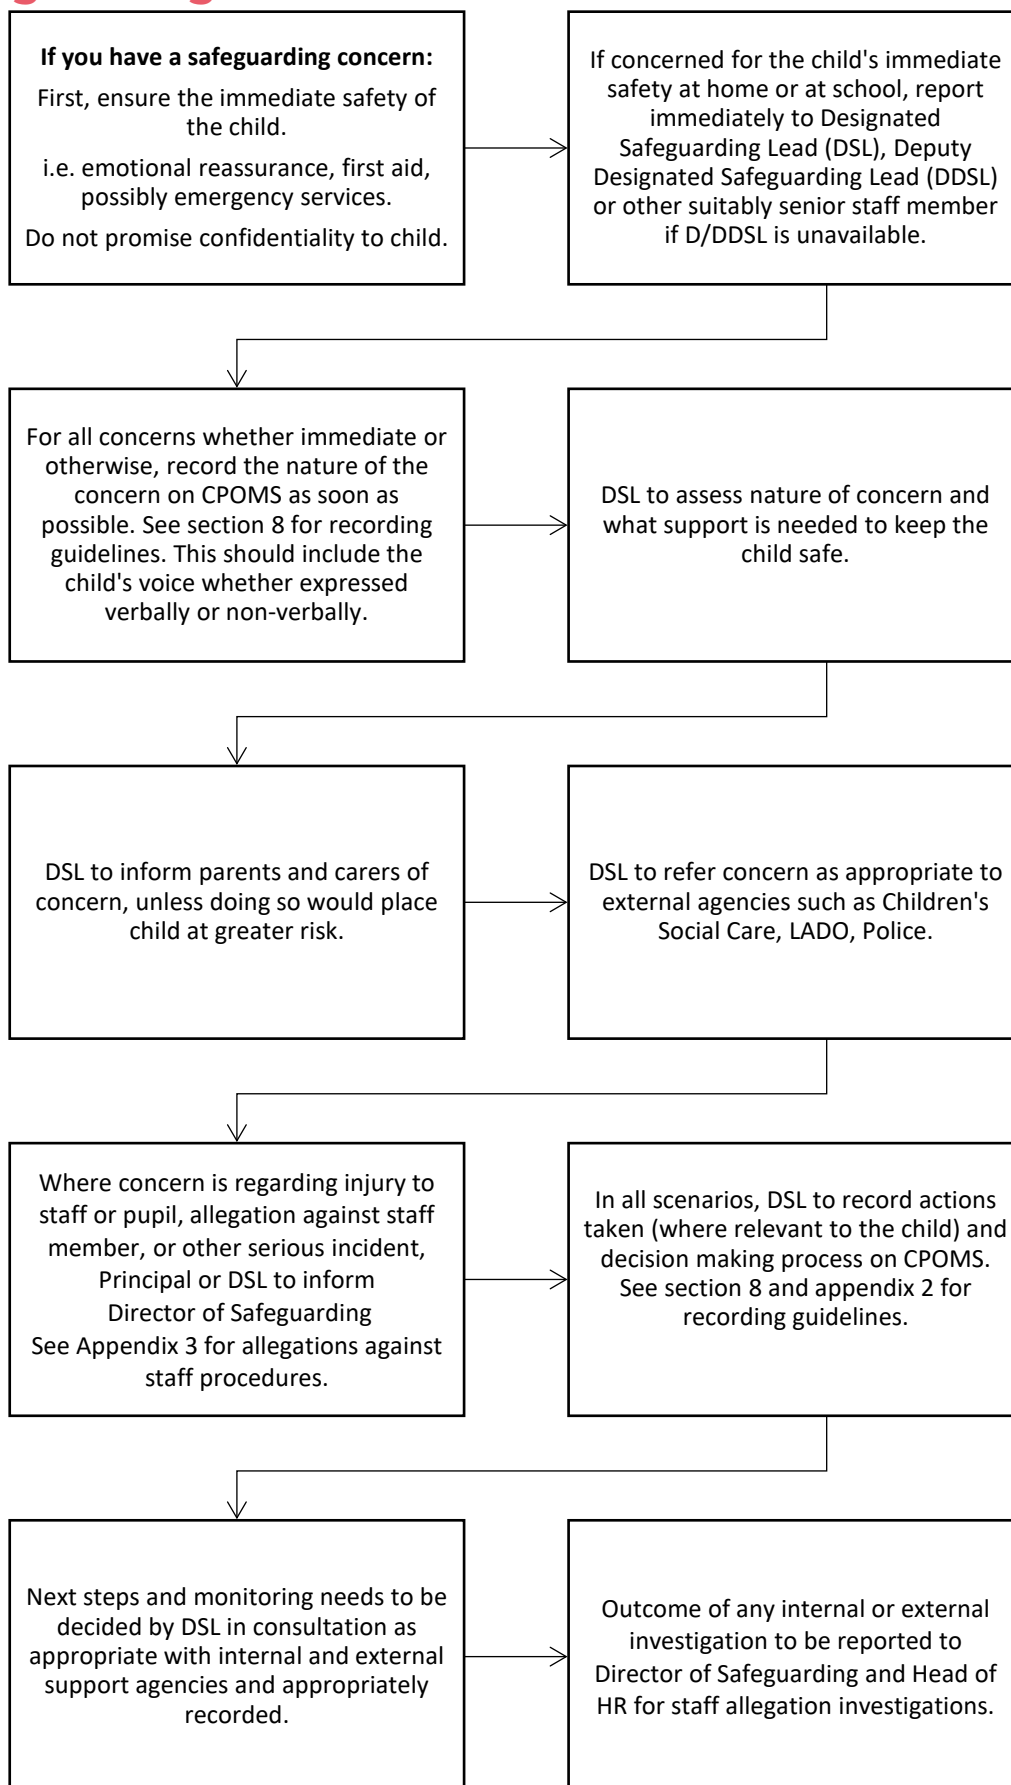 If you have a safeguarding concern:
First, ensure the immediate safety of
the child.
i.e. emotional reassurance, first aid,
possibly emergency services.
Do not promise confidentiality to child.
If concerned for the child's immediate
safety at home or at school, report
immediately to Designated
Safeguarding Lead (DSL), Deputy
Designated Safeguarding Lead (DDSL)
or other suitably senior staff member
if D/DDSL is unavailable.
For all concerns whether immediate or
otherwise, record the nature of the
concern on CPOMS as soon as
possible. See section 8 for recording
guidelines. This should include the
child's voice whether expressed
verbally or non-verbally.
DSL to assess nature of concern and
what support is needed to keep the
child safe.
DSL to inform parents and carers of
concern, unless doing so would place
child at greater risk.
DSL to refer concern as appropriate to
external agencies such as Children's
Social Care, LADO, Police.
Where concern is regarding injury to
staff or pupil, allegation against staff
member, or other serious incident,
Principal or DSL to inform
Director of Safeguarding
See Appendix 3 for allegations against
staff procedures.
In all scenarios, DSL to record actions
taken (where relevant to the child) and
decision making process on CPOMS.
See section 8 and appendix 2 for
recording guidelines.
Next steps and monitoring needs to be
decided by DSL in consultation as
appropriate with internal and external
support agencies and appropriately
recorded.
Outcome of any internal or external
investigation to be reported to
Director of Safeguarding and Head of
HR for staff allegation investigations.